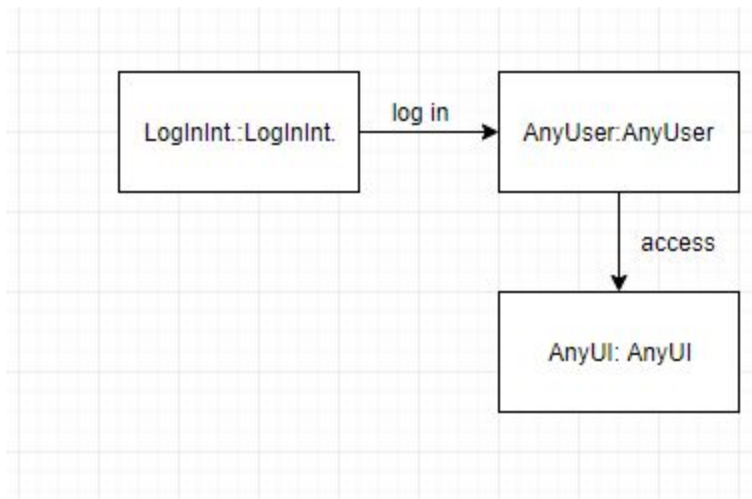 LogInInt.:LogInInt.
log in
AnyUser:AnyUser
access
AnyUI: AnyUI